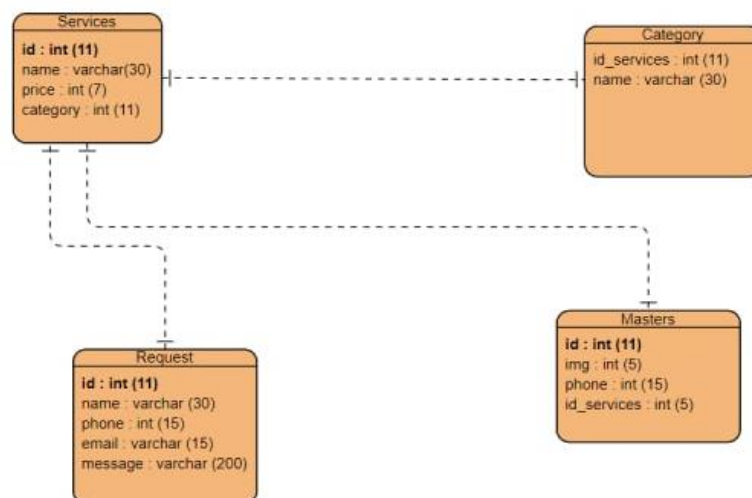 Services
id : int (11)
name : varchar(30)
price : int (7)
category : int (11)
Category
id_services : int (11)
name : varchar (30)
Request
id : int (11)
name : varchar (30)
phone : int (15)
email : varchar (15)
message : varchar (200)
Masters
id : int (11)
img : int (5)
phone : int (15)
id_services : int (5)